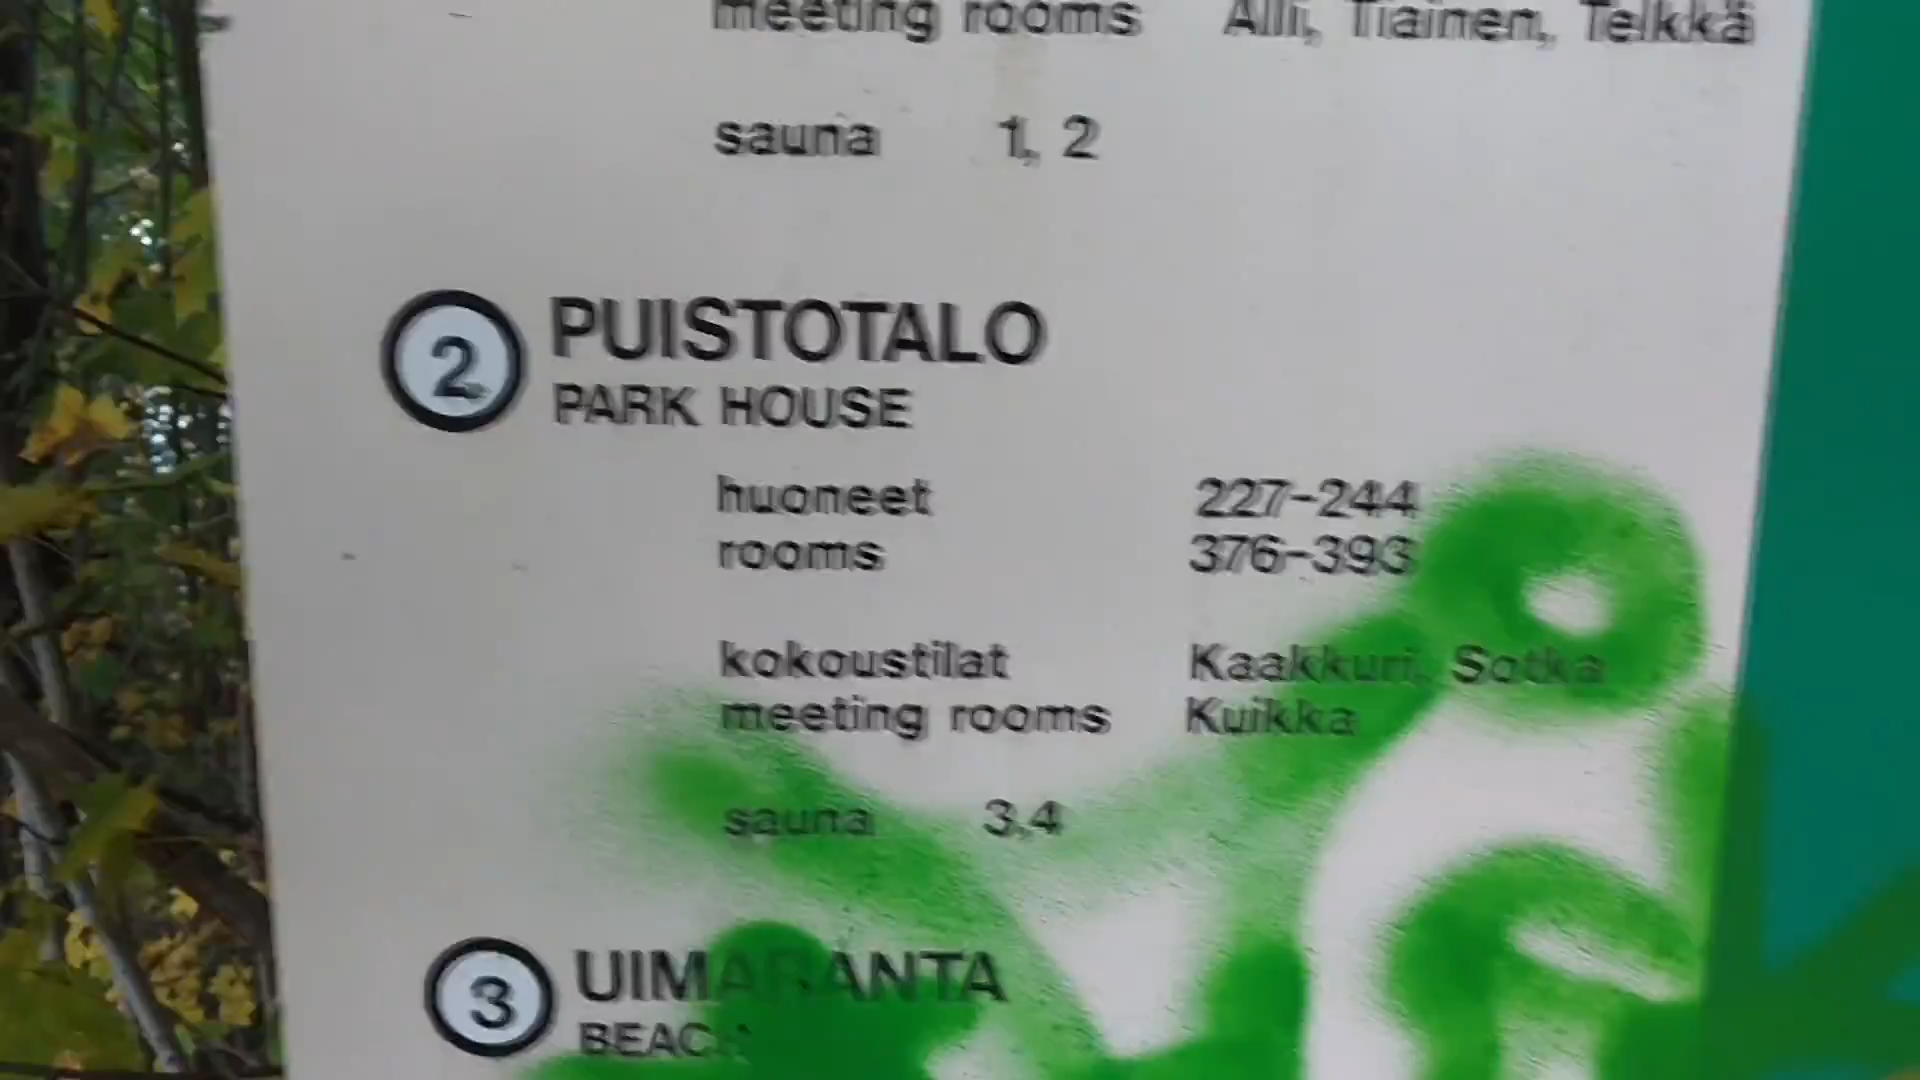 meeting rooms Alli, Tiainen, Telkkä
sauna 1, 2
2 PUISTOTALO
PARK HOUSE
huoneet 227-244
rooms 376-393
kokoustilat Kaakkuri, Sotka
meeting rooms Kuikka
sauna 3,4
3 UIMARANTA
BEACH